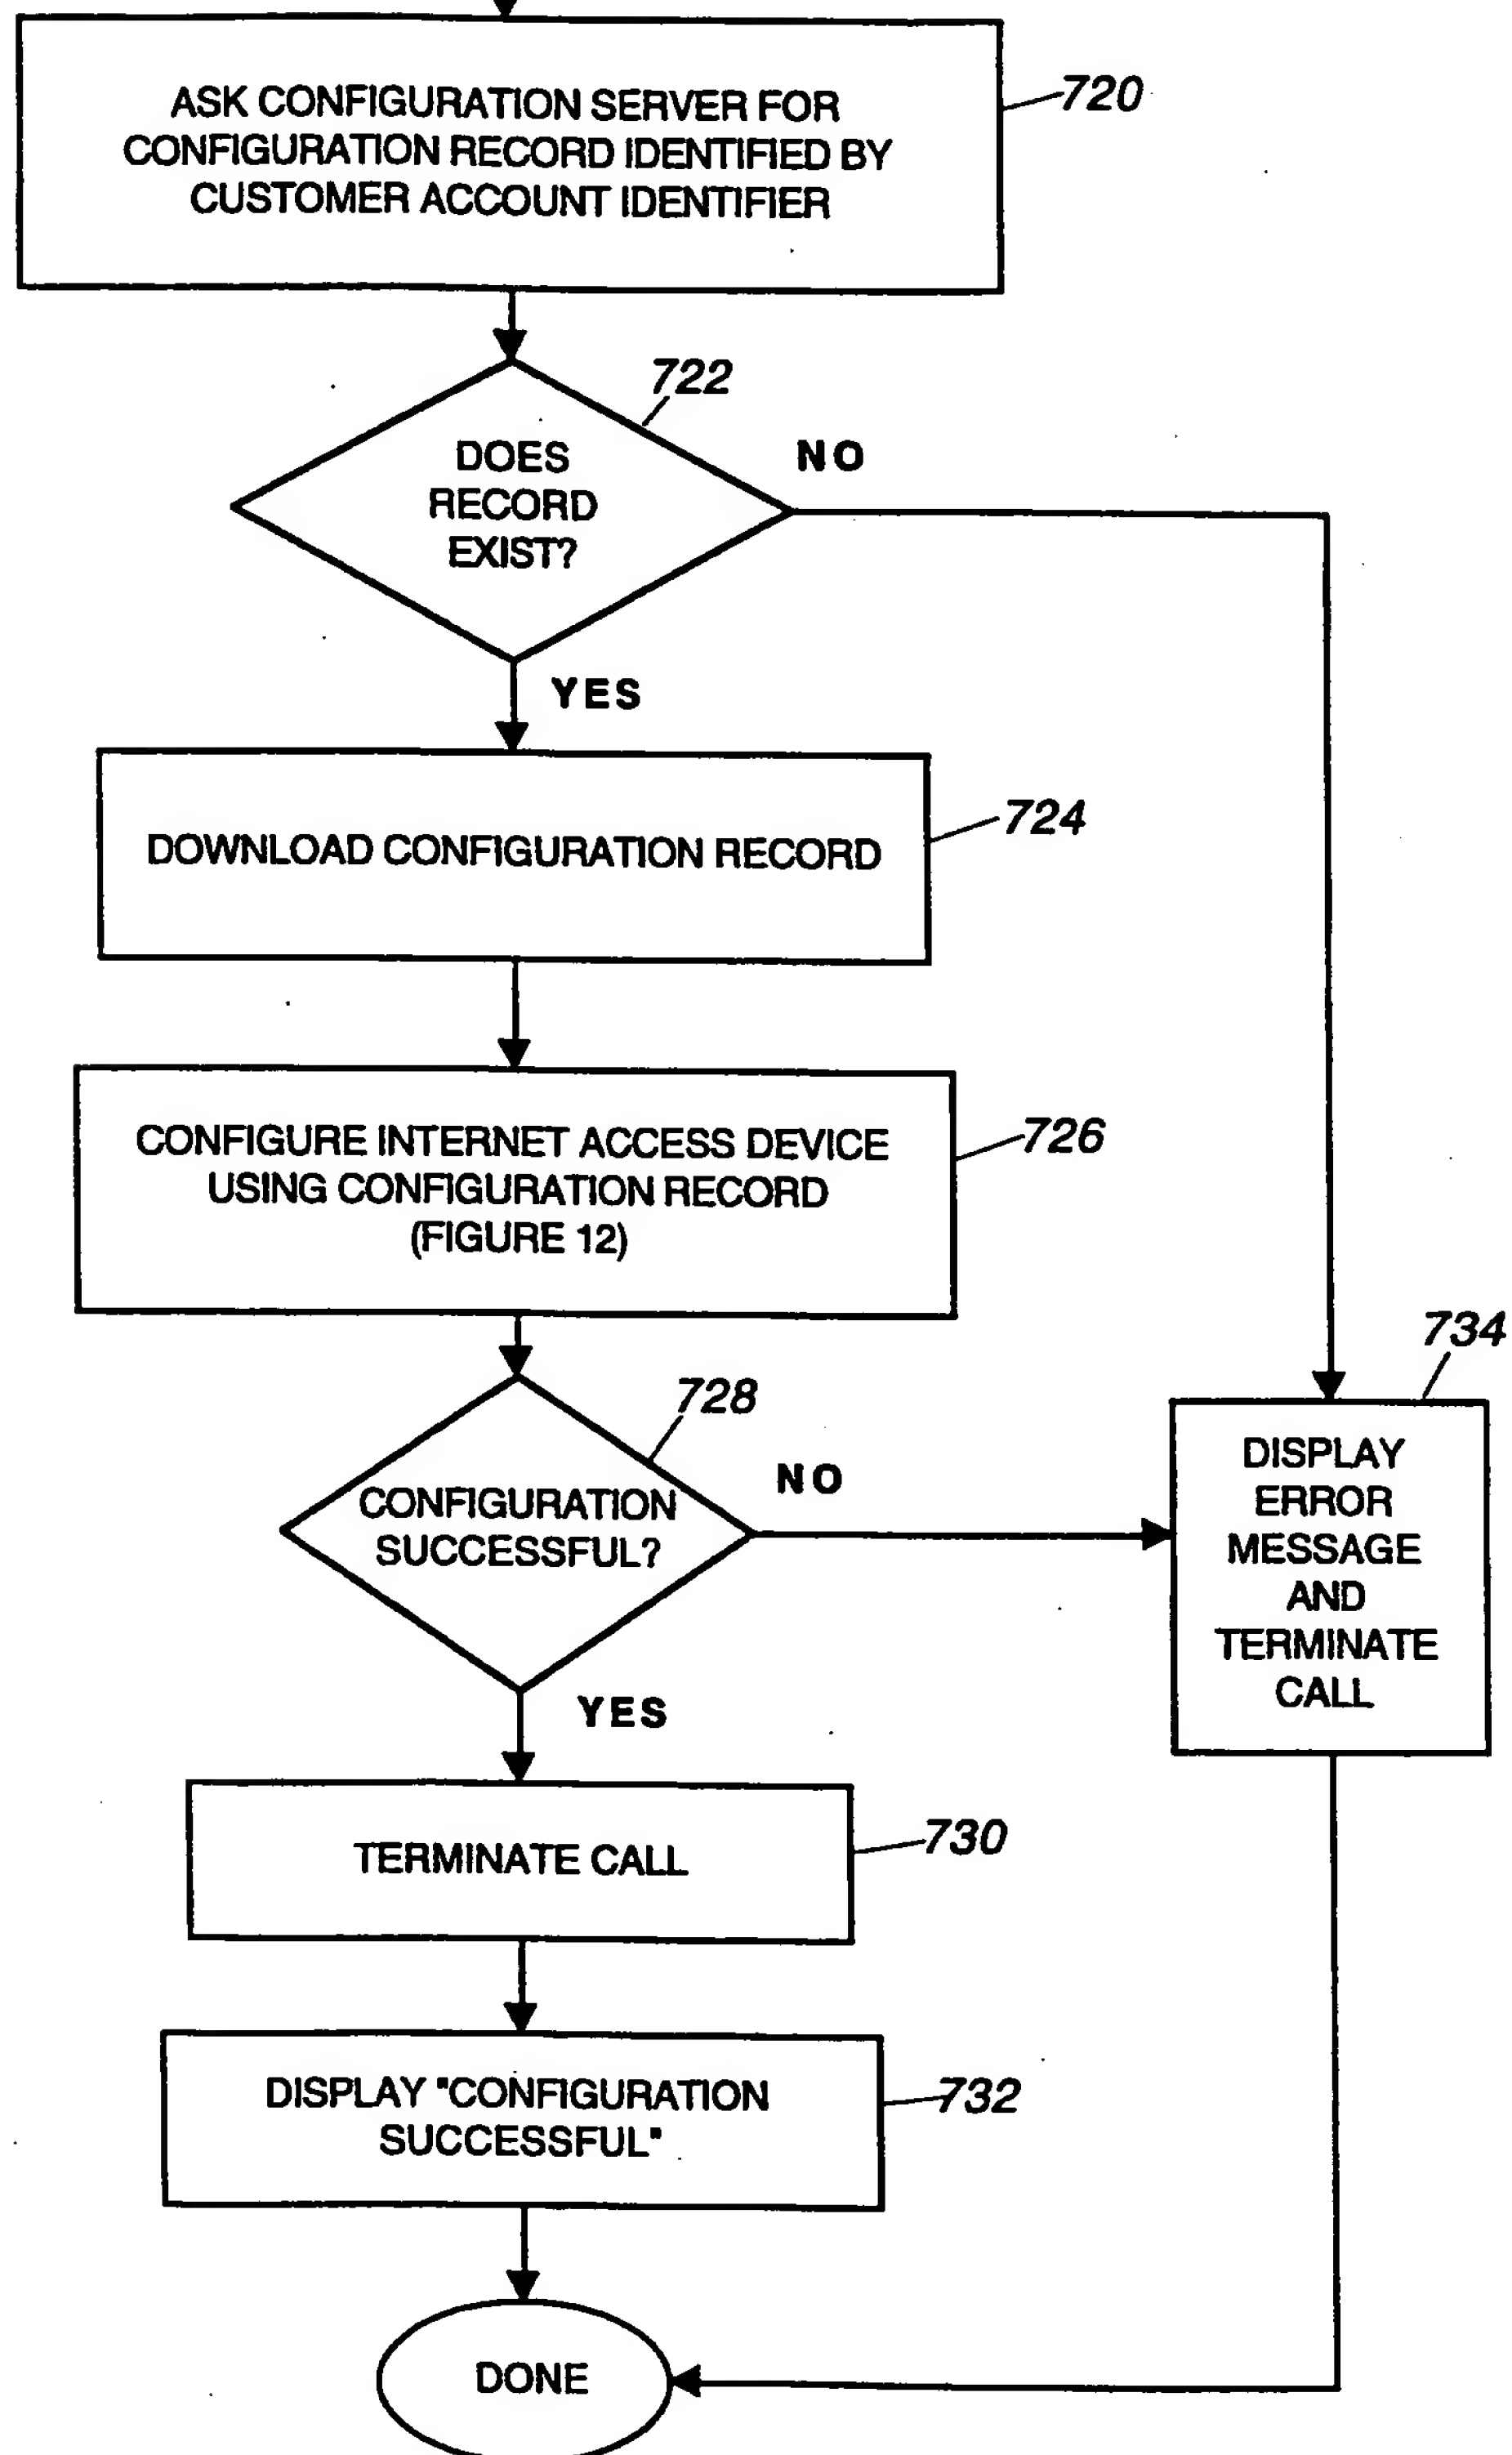 ASK CONFIGURATION SERVER FOR
CONFIGURATION RECORD IDENTIFIED BY
CUSTOMER ACCOUNT IDENTIFIER
720
722
DOES
RECORD
EXIST?
NO
YES
DOWNLOAD CONFIGURATION RECORD
724
CONFIGURE INTERNET ACCESS DEVICE
USING CONFIGURATION RECORD
(FIGURE 12)
726
728
CONFIGURATION
SUCCESSFUL?
NO
YES
734
DISPLAY
ERROR
MESSAGE
AND
TERMINATE
CALL
TERMINATE CALL
730
DISPLAY "CONFIGURATION
SUCCESSFUL"
732
DONE